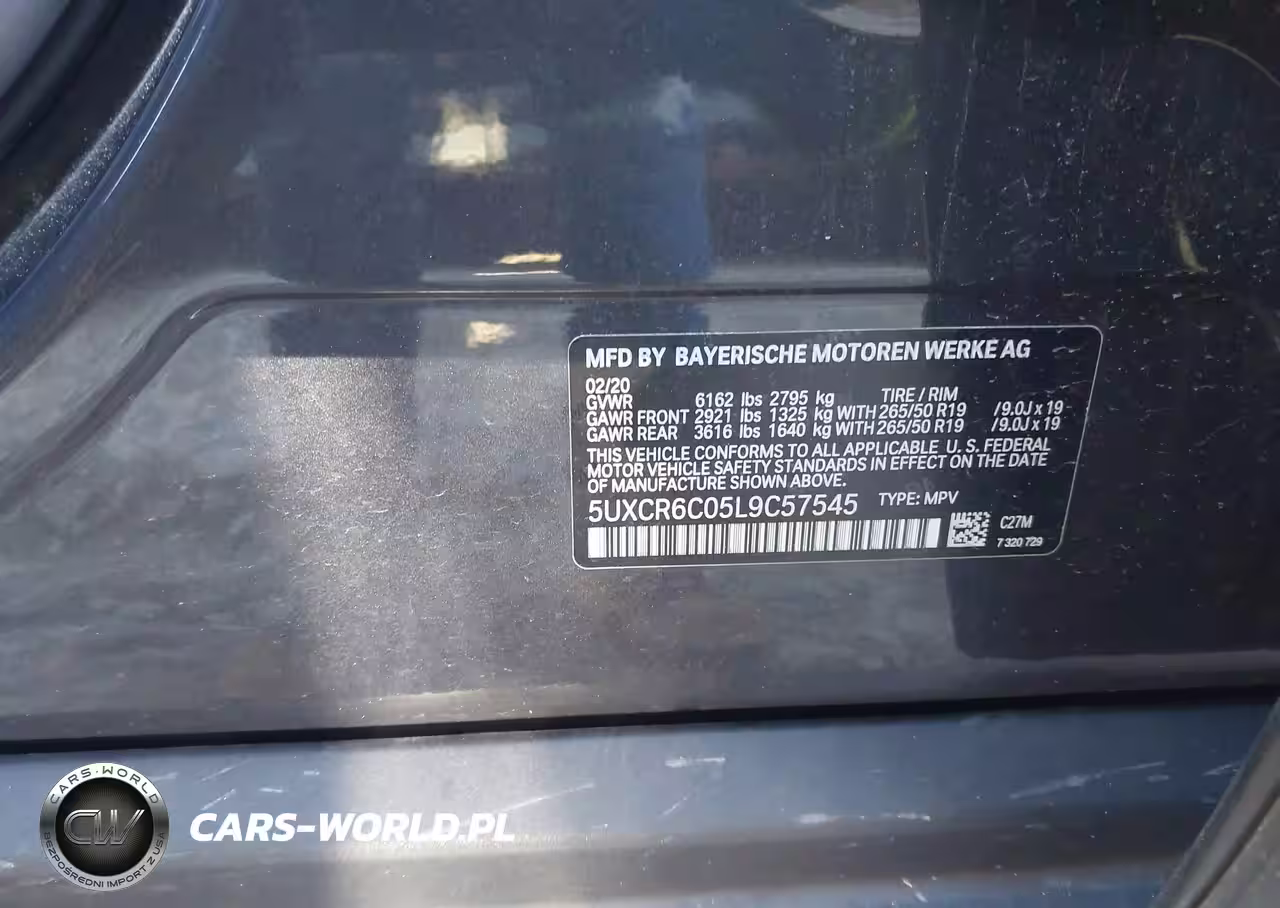 MFD BY BAYERISCHE MOTOREN WERKE AG
02/20
GVWR 6162 lbs 2795 kg TIRE / RIM
GAWR FRONT 2921 lbs 1325 kg WITH 265/50 R19 /9.0J x 19
GAWR REAR 3616 lbs 1640 kg WITH 265/50 R19 /9.0J x 19
THIS VEHICLE CONFORMS TO ALL APPLICABLE U. S. FEDERAL
MOTOR VEHICLE SAFETY STANDARDS IN EFFECT ON THE DATE
OF MANUFACTURE SHOWN ABOVE.
5UXCR6C05L9C57545 TYPE: MPV
C27M
7 320 729
CARS-WORLD
CW
BEZPOŚREDNI IMPORT Z USA
CARS-WORLD.PL